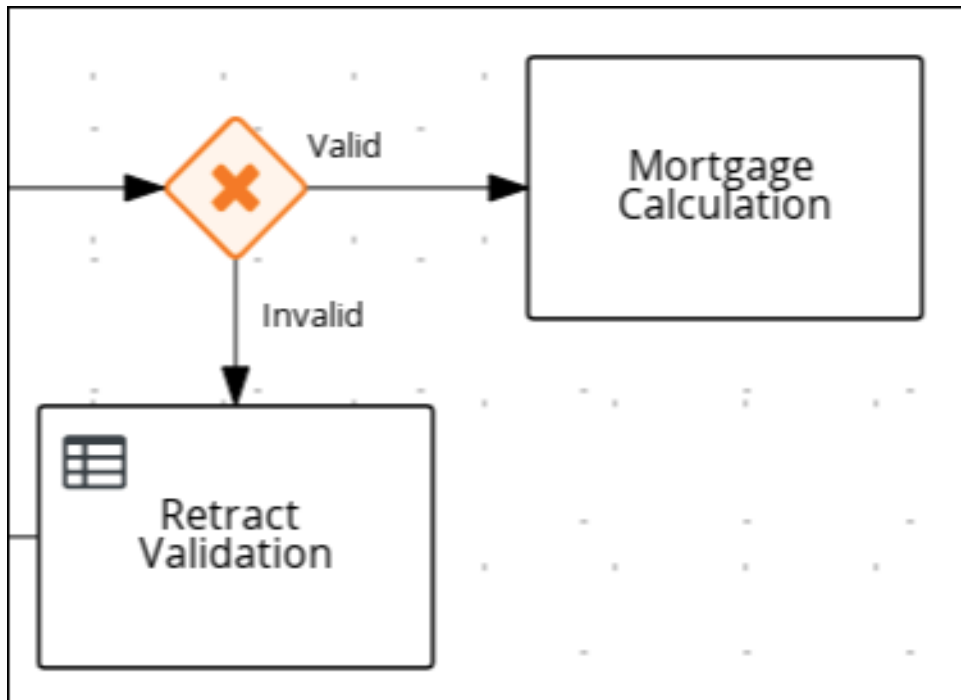 Valid
Mortgage
Calculation
Invalid
Retract
Validation